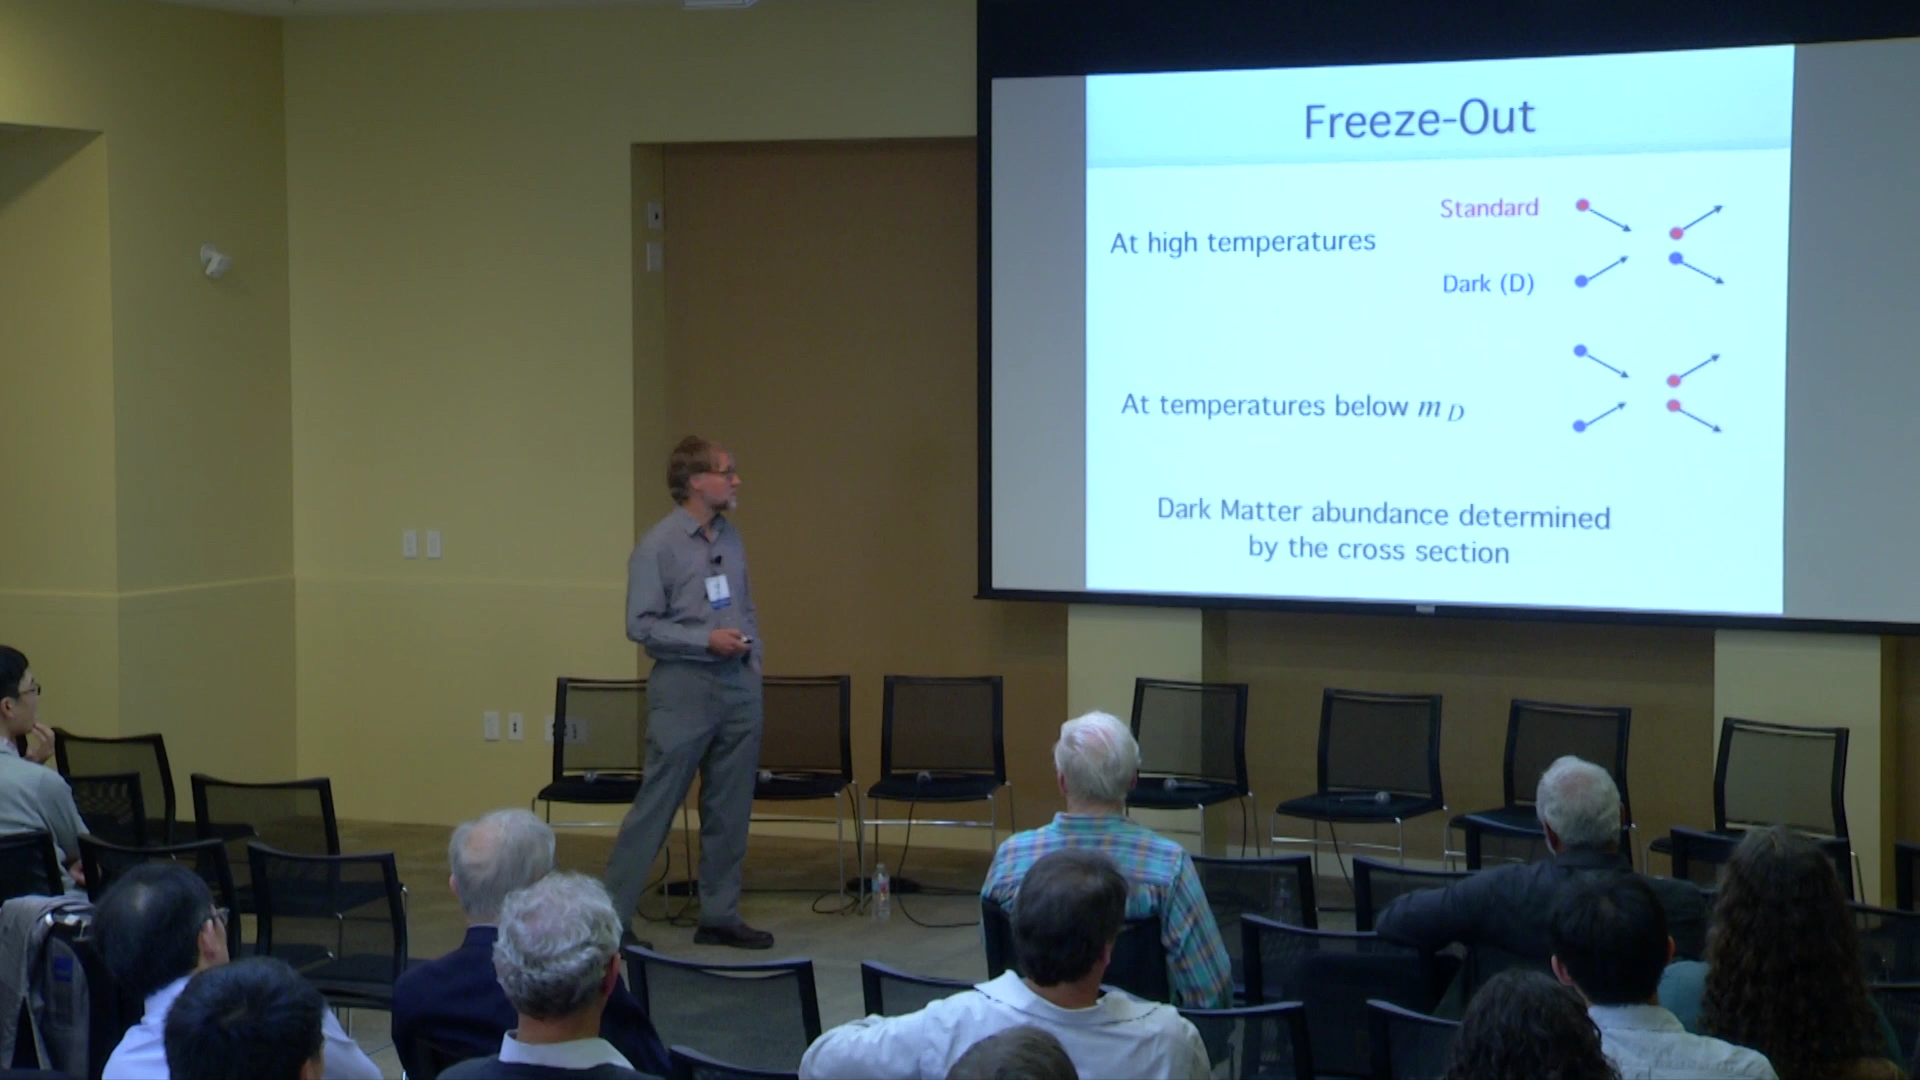 Freeze-Out
Standard
At high temperatures
Dark (D)
At temperatures below m D
Dark Matter abundance determined
by the cross section